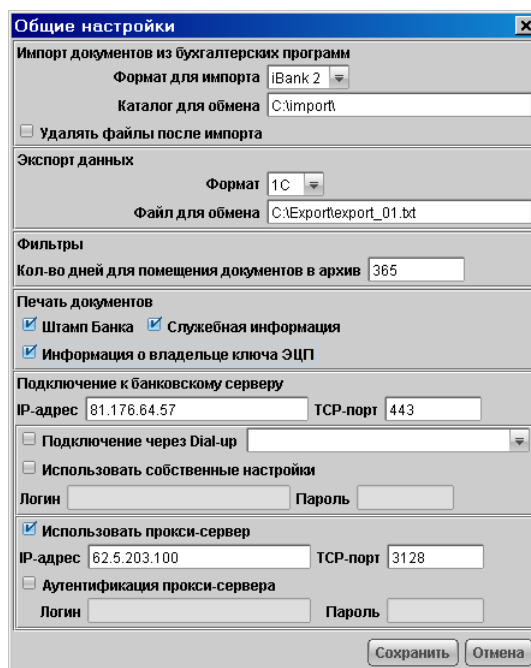 Общие настройки
Импорт документов из бухгалтерских программ
Формат для импорта iBank 2
Каталог для обмена C:\import\
Удалять файлы после импорта
Экспорт данных
Формат 1C
Файл для обмена C:\Export\export_01.txt
Фильтры
Кол-во дней для помещения документов в архив 365
Печать документов
Штамп Банка Служебная информация
Информация о владельце ключа ЭЦП
Подключение к банковскому серверу
IP-адрес 81.176.64.57 TCP-порт 443
Подключение через Dial-up
Использовать собственные настройки
Логин Пароль
Использовать прокси-сервер
IP-адрес 62.5.203.100 TCP-порт 3128
Аутентификация прокси-сервера
Логин Пароль
Сохранить Отмена